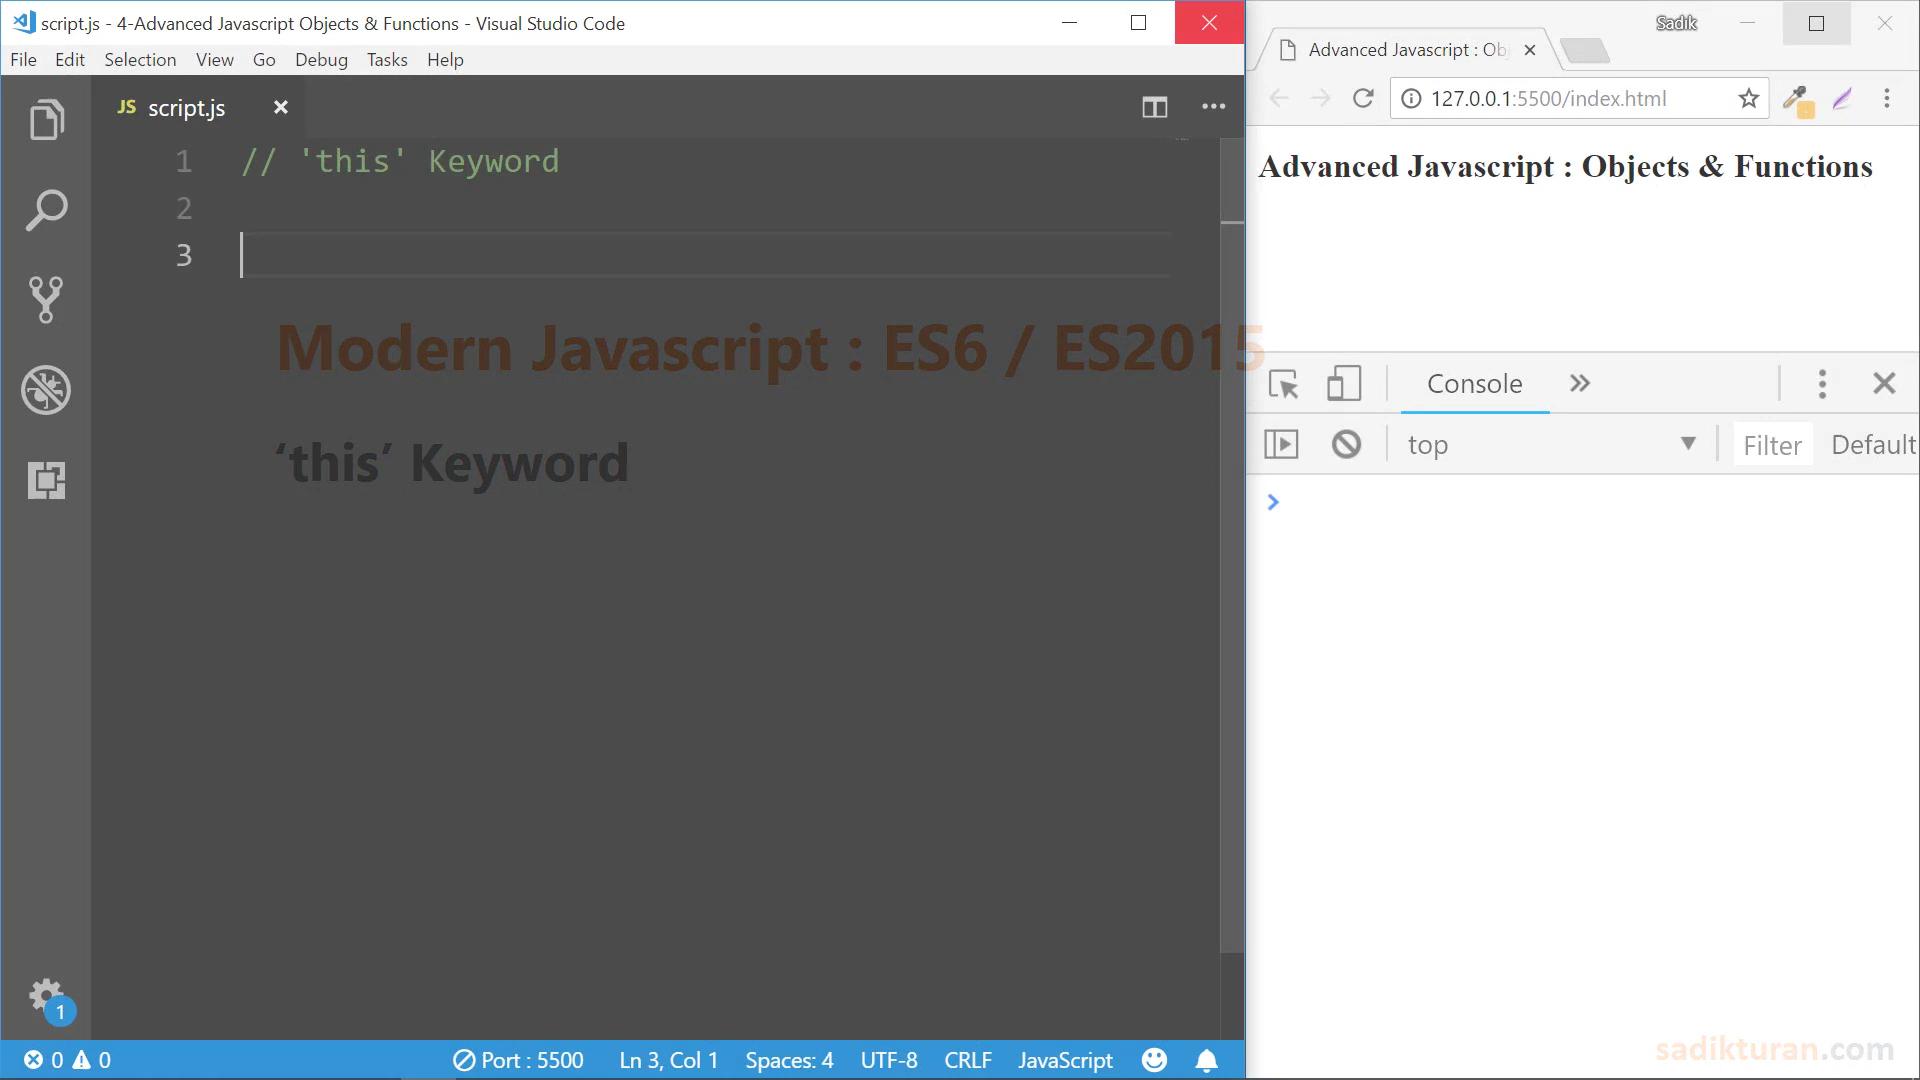 script.js - 4-Advanced Javascript Objects & Functions - Visual Studio Code
File Edit Selection View Go Debug Tasks Help
JS script.js
1 // 'this' Keyword
2
3
Modern Javascript : ES6 / ES2015
‘this’ Keyword
1
0 0 Port : 5500 Ln 3, Col 1 Spaces: 4 UTF-8 CRLF JavaScript
Sadik
Advanced Javascript : Ob
127.0.0.1:5500/index.html
Advanced Javascript : Objects & Functions
Console
top Filter Default
sadikturan.com